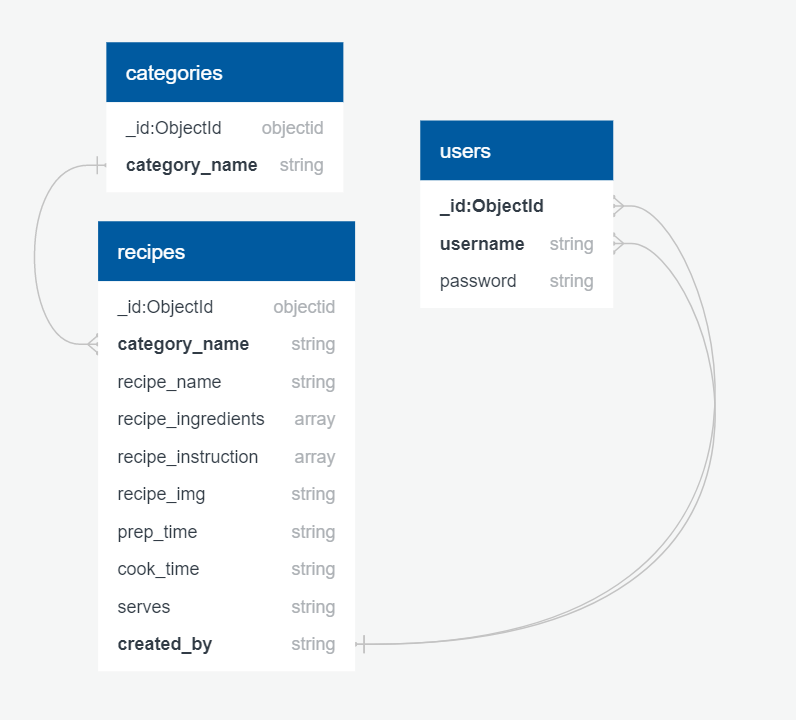 categories
_id:ObjectId objectid
category_name string
recipes
_id:ObjectId objectid
category_name string
recipe_name string
recipe_ingredients array
recipe_instruction array
recipe_img string
prep_time string
cook_time string
serves string
created_by string
users
_id:ObjectId
username string
password string